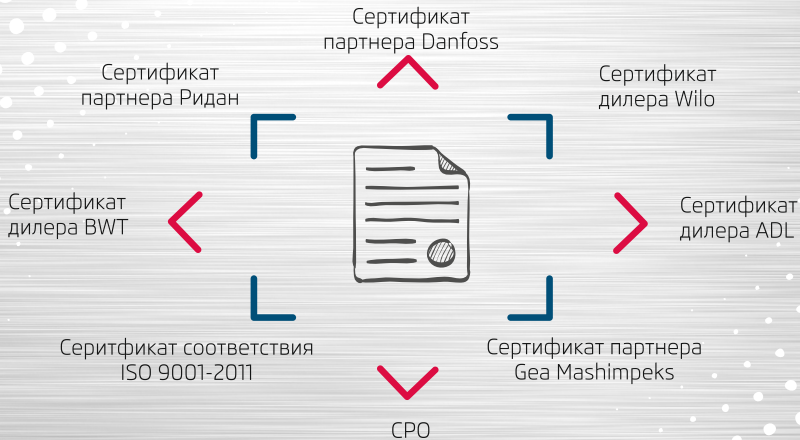 Сертификат
партнера Danfoss
Сертификат
партнера Ридан
Сертификат
дилера Wilo
Сертификат
дилера BWT
Сертификат
дилера ADL
Серитфикат соответствия
ISO 9001-2011
Сертификат партнера
Gea Mashimpeks
СРО